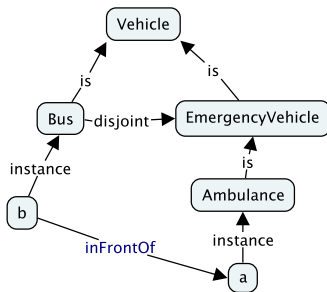 Vehicle
is
is
Bus
disjoint
EmergencyVehicle
instance
is
Ambulance
b
inFrontOf
instance
a